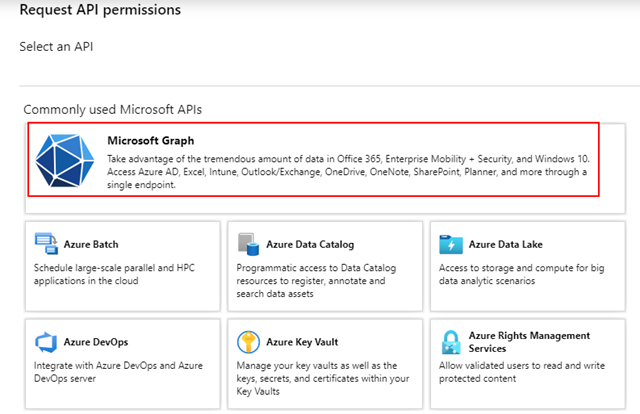 Request API permissions
Select an API
Commonly used Microsoft APIs
Microsoft Graph
Take advantage of the tremendous amount of data in Office 365, Enterprise Mobility + Security, and Windows 10.
Access Azure AD, Excel, Intune, Outlook/Exchange, OneDrive, OneNote, SharePoint, Planner, and more through a
single endpoint.
Azure Batch
Schedule large-scale parallel and HPC
applications in the cloud
Azure Data Catalog
Programmatic access to Data Catalog
resources to register, annotate and
search data assets
Azure Data Lake
Access to storage and compute for big
data analytic scenarios
Azure DevOps
Integrate with Azure DevOps and Azure
DevOps server
Azure Key Vault
Manage your key vaults as well as the
keys, secrets, and certificates within your
Key Vaults
Azure Rights Management
Services
Allow validated users to read and write
protected content